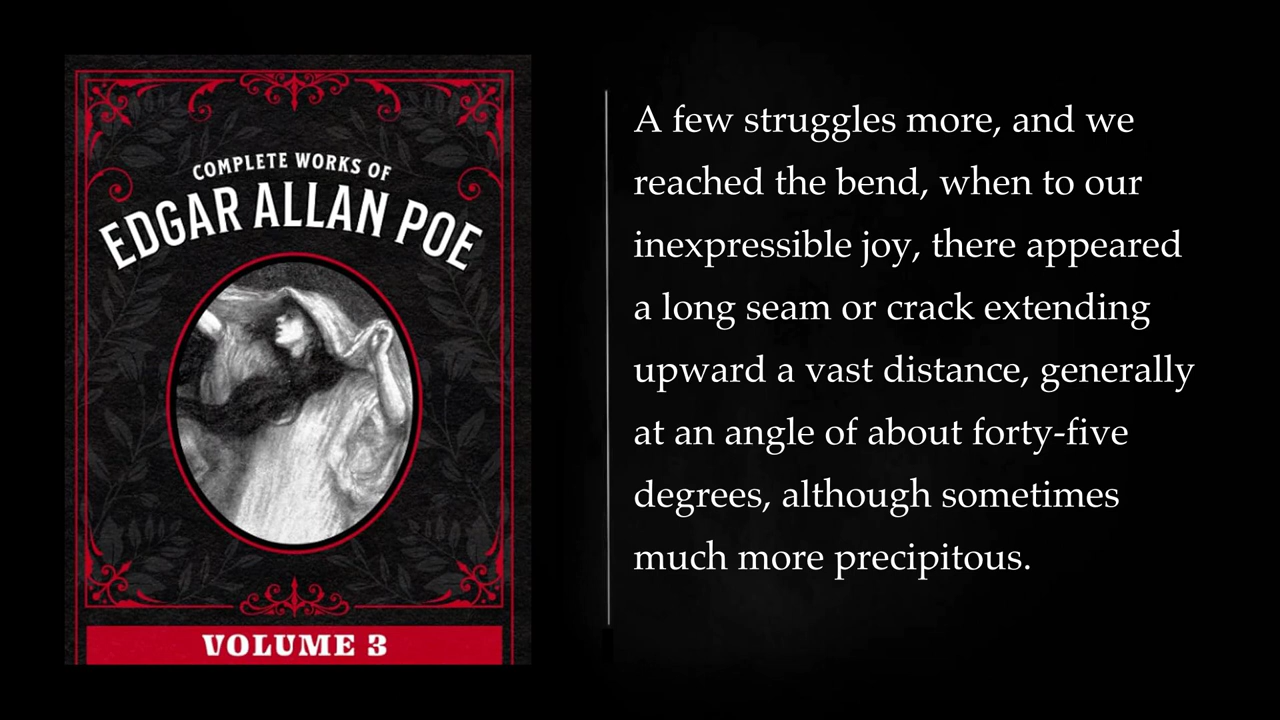 COMPLETE WORKS OF
EDGAR ALLAN POE
VOLUME 3
A few struggles more, and we
reached the bend, when to our
inexpressible joy, there appeared
a long seam or crack extending
upward a vast distance, generally
at an angle of about forty-five
degrees, although sometimes
much more precipitous.